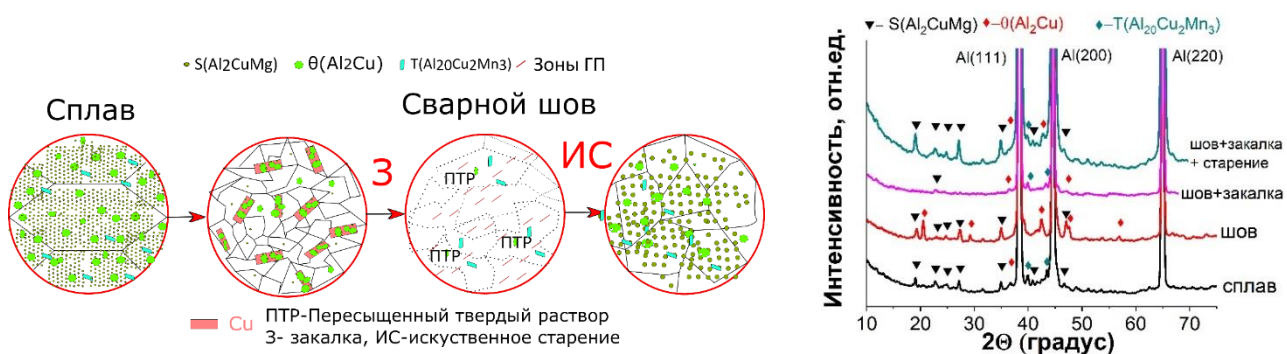 S(Al2CuMg) θ(Al2Cu) T(Al20Cu2Mn3) Зоны ГП
Сплав Сварной шов
З ИС
ПТР
ПТР
ПТР
Cu ПТР-Пересыщенный твердый раствор
З- закалка, ИС-искуственное старение
▼– S(Al₂CuMg) ♦–θ(Al₂Cu) ♦–T(Al₂₀Cu₂Mn₃)
Al(111) Al(200) Al(220)
шов+закалка
+ старение
шов+закалка
шов
сплав
Интенсивность, отн.ед.
10 20 30 40 50 60 70
2Θ (градус)